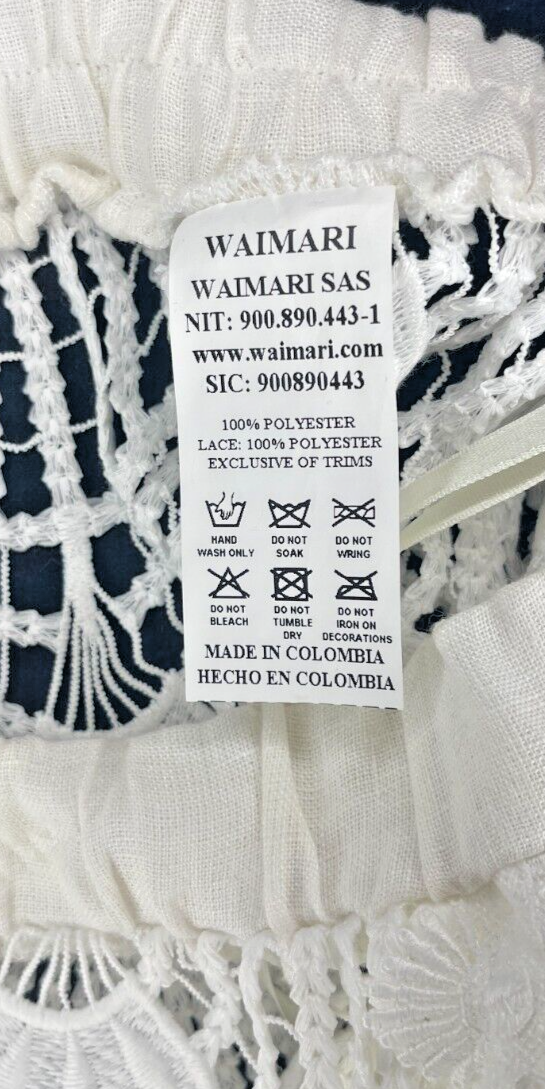 WAIMARI
WAIMARI SAS
NIT: 900.890.443-1
www.waimari.com
SIC: 900890443
100% POLYESTER
LACE: 100% POLYESTER
EXCLUSIVE OF TRIMS
HAND WASH ONLY
DO NOT SOAK
DO NOT WRING
DO NOT BLEACH
DO NOT TUMBLE DRY
DO NOT IRON ON DECORATIONS
MADE IN COLOMBIA
HECHO EN COLOMBIA